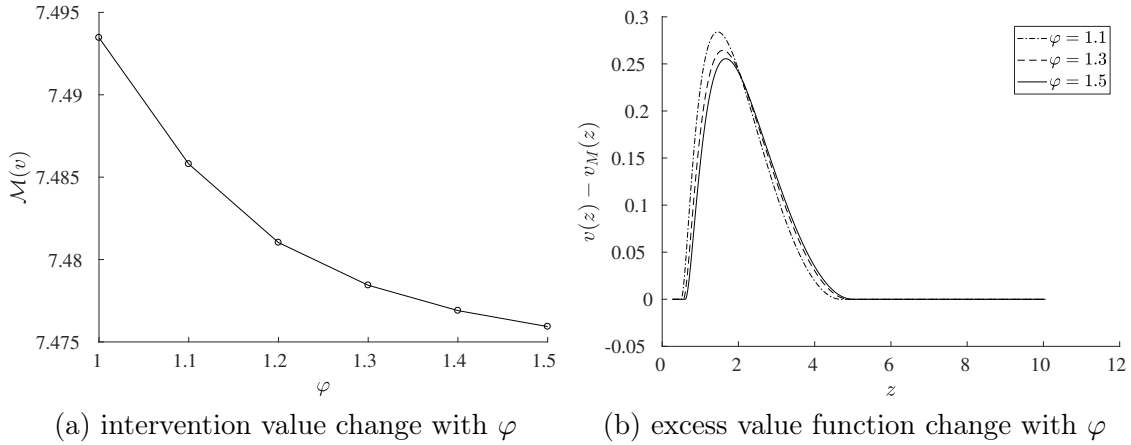 7.495
7.49
7.485
7.48
7.475
ℳ(v)
1 1.1 1.2 1.3 1.4 1.5
φ
(a) intervention value change with φ
0.3
0.25
0.2
0.15
0.1
0.05
0
-0.05
v(z) − v_M(z)
φ = 1.1
φ = 1.3
φ = 1.5
0 2 4 6 8 10 12
z
(b) excess value function change with φ